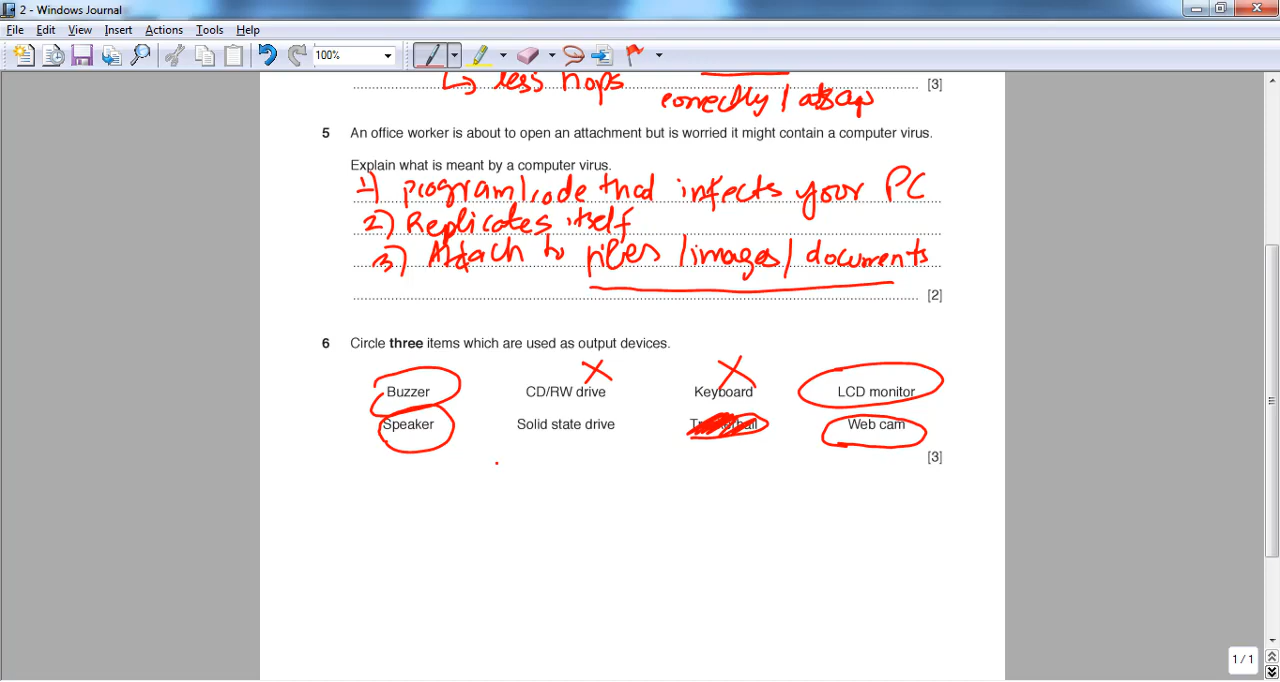 2 - Windows Journal
File Edit View Insert Actions Tools Help
100%
↳ less hops
correctly /
[3]
5 An office worker is about to open an attachment but is worried it might contain a computer virus.
Explain what is meant by a computer virus.
1) program/code that infects your PC
2) Replicates itself
3) Attach to files /images/ documents
[2]
6 Circle three items which are used as output devices.
Buzzer CD/RW drive Keyboard LCD monitor
Speaker Solid state drive Web cam
[3]
1 / 1